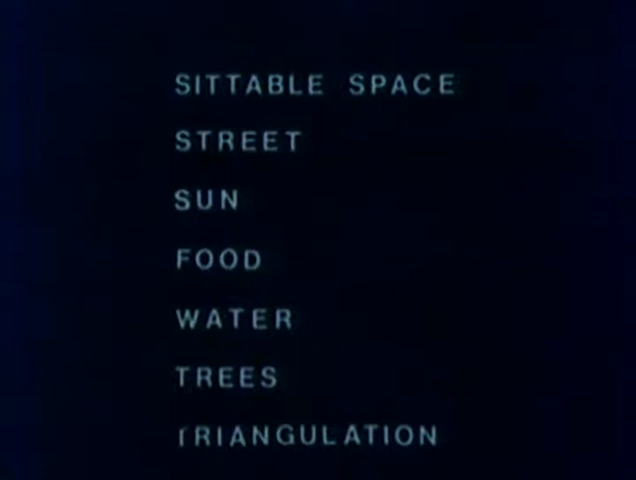 SITTABLE SPACE
STREET
SUN
FOOD
WATER
TREES
TRIANGULATION